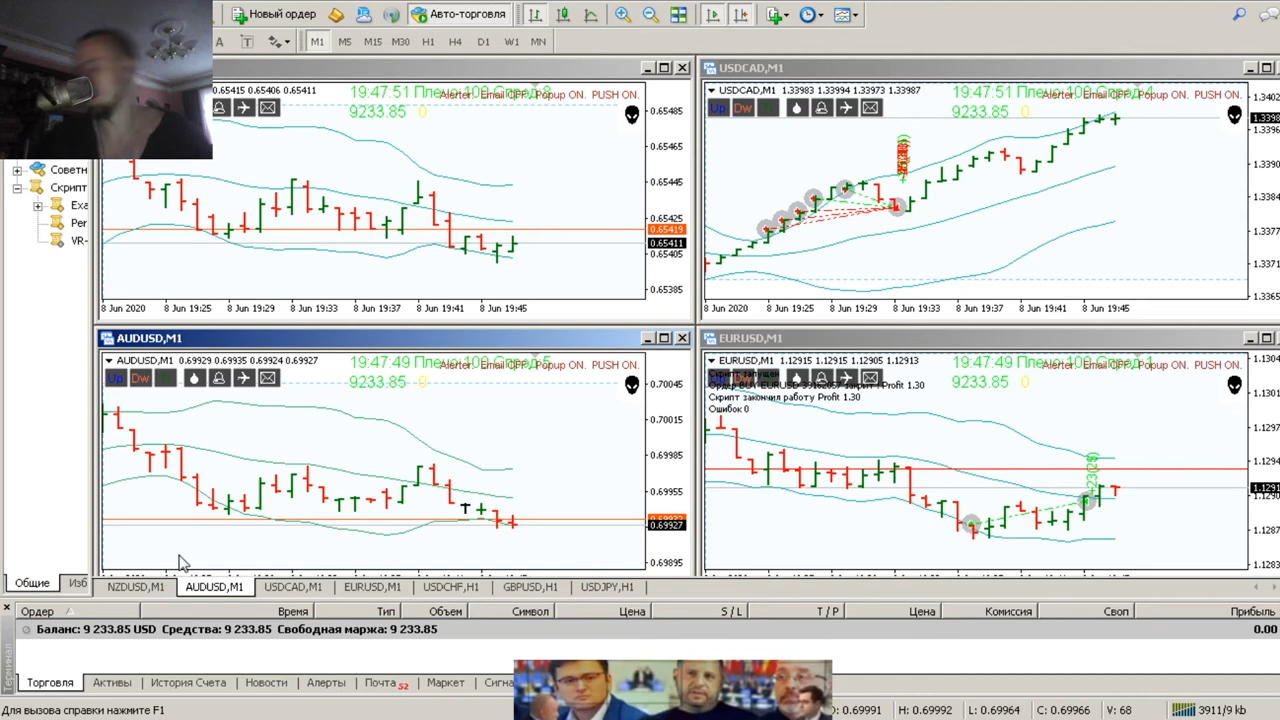 Новый ордер
Авто-торговля
A
T
M1 M5 M15 M30 H1 H4 D1 W1 MN
USDCAD,M1
0.65415 0.65406 0.65411
19:47:51
Alerter: Email OFF, Popup ON. PUSH ON.
9233.85 0
0.65485
0.65465
0.65445
0.65425
0.65419
0.65411
0.65405
0.65385
8 Jun 2020 8 Jun 19:25 8 Jun 19:29 8 Jun 19:33 8 Jun 19:37 8 Jun 19:41 8 Jun 19:45
USDCAD,M1 1.33983 1.33994 1.33973 1.33987
19:47:51
Alerter: Email OFF, Popup ON. PUSH ON.
Up Dw
9233.85 0
1.3402
1.3398
1.3390
1.3384
1.3377
1.3371
1.3365
8 Jun 2020 8 Jun 19:25 8 Jun 19:29 8 Jun 19:33 8 Jun 19:37 8 Jun 19:41 8 Jun 19:45
Советн
Скрипт
Exa
Per
VR-
AUDUSD,M1
AUDUSD,M1 0.69929 0.69935 0.69924 0.69927
19:47:49
Alerter: Email OFF, Popup ON. PUSH ON.
Up Dw
9233.85 0
0.70045
0.70015
0.69985
0.69955
0.69927
0.69895
EURUSD,M1
EURUSD,M1 1.12915 1.12915 1.12905 1.12913
19:47:49
Alerter: Email OFF, Popup ON. PUSH ON.
9233.85 0
Скрипт запущен
Ордер BUY EURUSD 39162057 закрыт ! Profit 1.30
Скрипт закончил работу Profit 1.30
Ошибок 0
1.1304
1.1301
1.1297
1.1294
1.1291
1.1290
1.1287
1.1283
Общие Изб
NZDUSD,M1 AUDUSD,M1 USDCAD,M1 EURUSD,M1 USDCHF,H1 GBPUSD,H1 USDJPY,H1
Ордер Время Тип Объем Символ Цена S / L T / P Цена Комиссия Своп Прибыль
Баланс: 9 233.85 USD Средства: 9 233.85 Свободная маржа: 9 233.85
0.00
Терминал
Торговля Активы История Счета Новости Алерты Почта 52 Маркет Сигна
Для вызова справки нажмите F1
O: 0.69991 H: 0.69992 L: 0.69964 C: 0.69966 V: 68 3911/9 kb